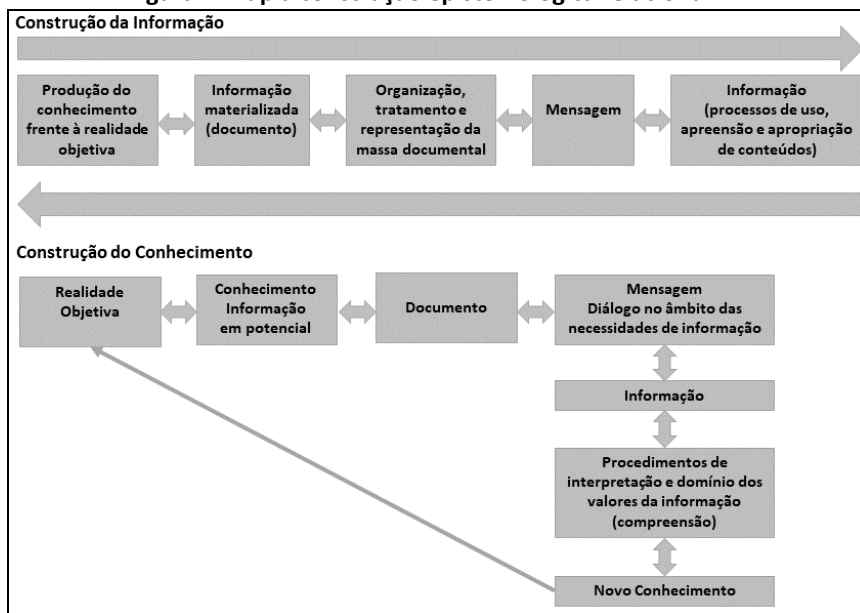 Construção da Informação
Produção do
conhecimento
frente à realidade
objetiva
Informação
materializada
(documento)
Organização,
tratamento e
representação da
massa documental
Mensagem
Informação
(processos de uso,
apreensão e apropriação
de conteúdos)
Construção do Conhecimento
Realidade
Objetiva
Conhecimento
Informação
em potencial
Documento
Mensagem
Diálogo no âmbito das
necessidades de informação
Informação
Procedimentos de
interpretação e domínio dos
valores da informação
(compreensão)
Novo Conhecimento